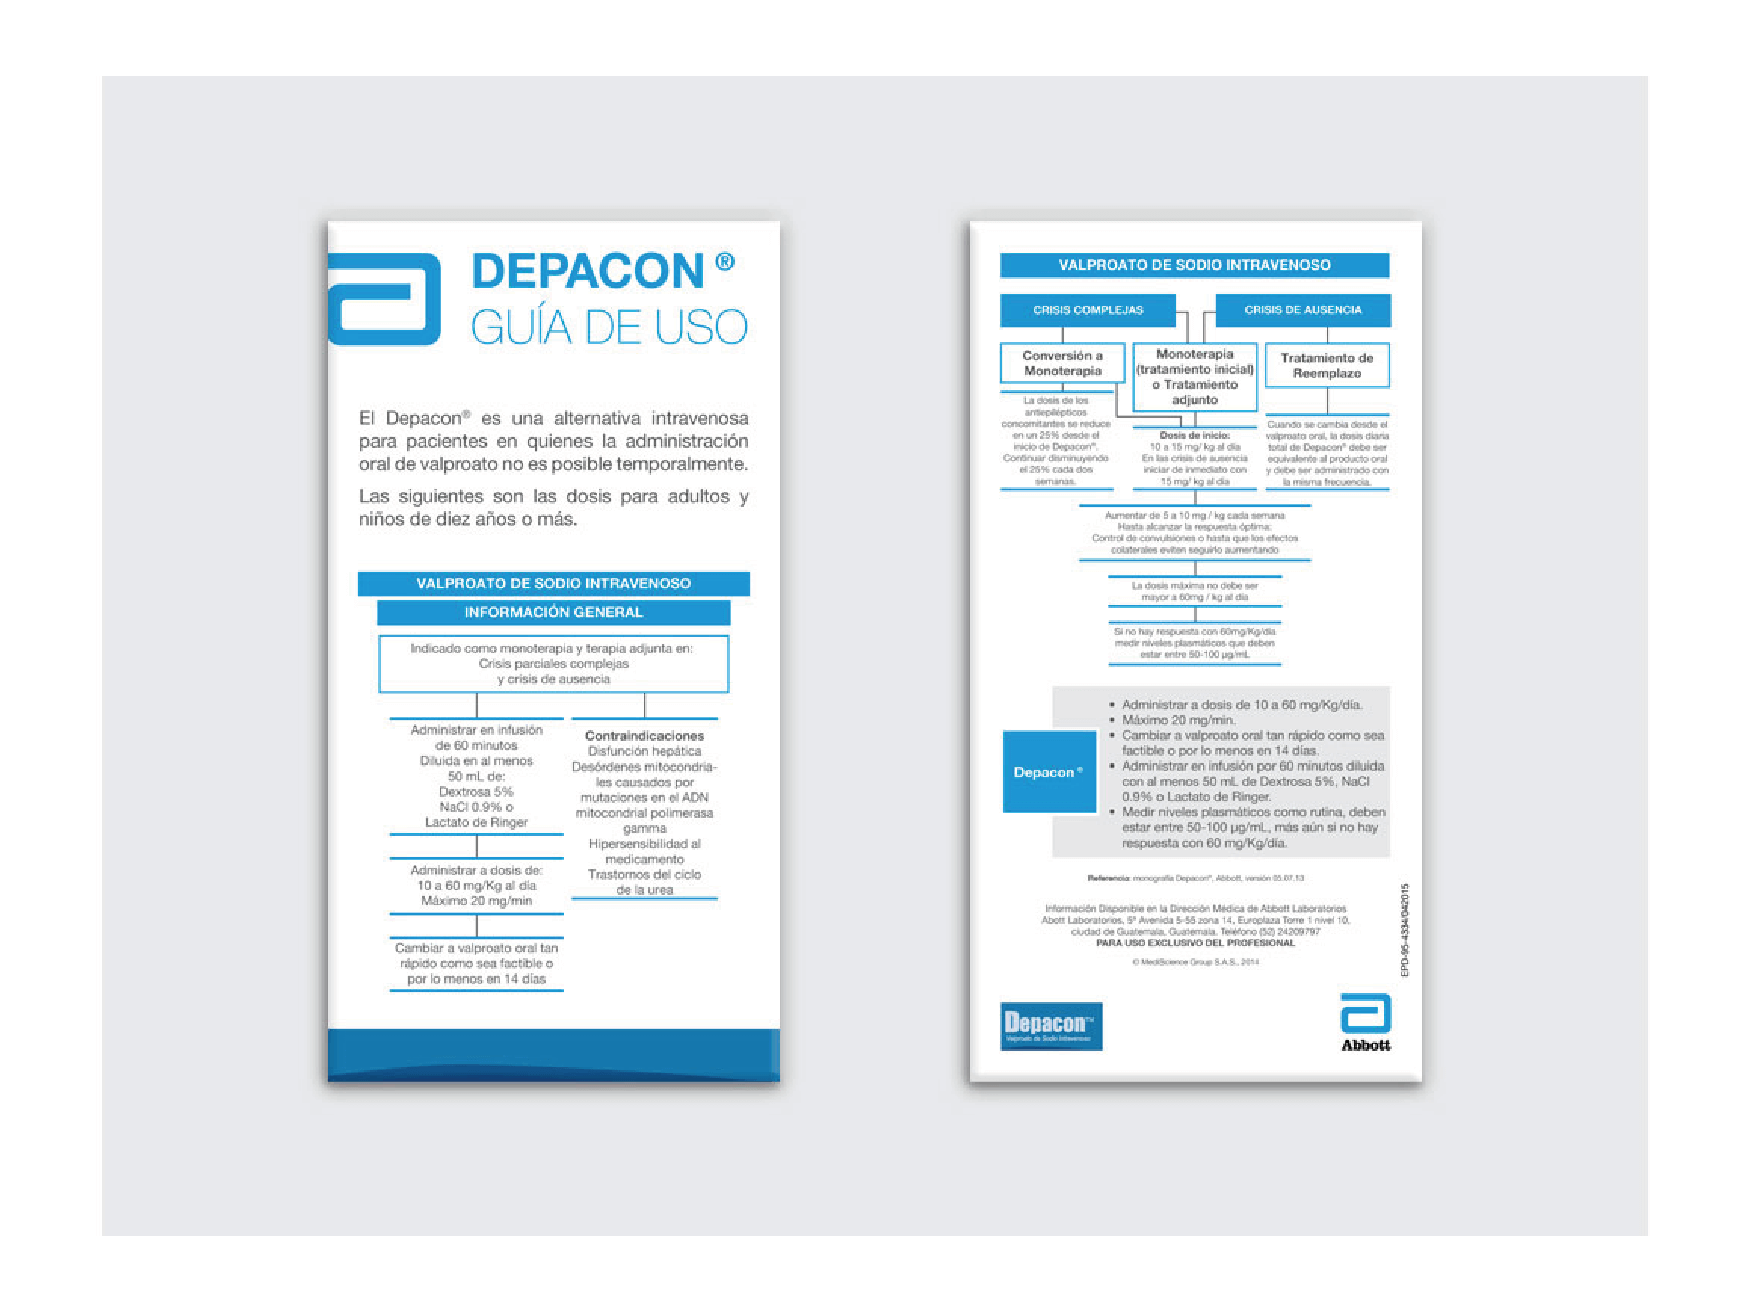 DEPACON ®
GUÍA DE USO
El Depacon® es una alternativa intravenosa
para pacientes en quienes la administración
oral de valproato no es posible temporalmente.
Las siguientes son las dosis para adultos y
niños de diez años o más.
VALPROATO DE SODIO INTRAVENOSO
INFORMACIÓN GENERAL
Indicado como monoterapia y terapia adjunta en:
Crisis parciales complejas
y crisis de ausencia
Administrar en infusión
de 60 minutos
Diluida en al menos
50 mL de:
Dextrosa 5%
NaCl 0.9% o
Lactato de Ringer
Administrar a dosis de:
10 a 60 mg/Kg al día
Máximo 20 mg/min
Cambiar a valproato oral tan
rápido como sea factible o
por lo menos en 14 días
Contraindicaciones
Disfunción hepática
Desórdenes mitocondria-
les causados por
mutaciones en el ADN
mitocondrial polimerasa
gamma
Hipersensibilidad al
medicamento
Trastornos del ciclo
de la urea
VALPROATO DE SODIO INTRAVENOSO
CRISIS COMPLEJAS
CRISIS DE AUSENCIA
Conversión a
Monoterapia
Monoterapia
(tratamiento inicial)
o Tratamiento
adjunto
Tratamiento de
Reemplazo
La dosis de los
antiepilépticos
concomitantes se reduce
en un 25% desde el
inicio de Depacon®.
Continuar disminuyendo
el 25% cada dos
semanas.
Dosis de inicio:
10 a 15 mg/ kg al día
En las crisis de ausencia
iniciar de inmediato con
15 mg/ kg al día
Cuando se cambia desde el
valproato oral, la dosis diaria
total de Depacon® debe ser
equivalente al producto oral
y debe ser administrado con
la misma frecuencia.
Aumentar de 5 a 10 mg / kg cada semana
Hasta alcanzar la respuesta óptima:
Control de convulsiones o hasta que los efectos
colaterales eviten seguirlo aumentando
La dosis máxima no debe ser
mayor a 60mg / kg al día
Si no hay respuesta con 60mg/Kg/día
medir niveles plasmáticos que deben
estar entre 50-100 µg/mL
Depacon ®
• Administrar a dosis de 10 a 60 mg/Kg/día.
• Máximo 20 mg/min.
• Cambiar a valproato oral tan rápido como sea
factible o por lo menos en 14 días.
• Administrar en infusión por 60 minutos diluida
con al menos 50 mL de Dextrosa 5%, NaCl
0.9% o Lactato de Ringer.
• Medir niveles plasmáticos como rutina, deben
estar entre 50-100 µg/mL, más aún si no hay
respuesta con 60 mg/Kg/día.
Referencia: monografía Depacon®, Abbott, versión 05.07.13
Información Disponible en la Dirección Médica de Abbott Laboratorios
Abott Laboratorios, 5ª Avenida 5-55 zona 14, Europlaza Torre 1 nivel 10,
ciudad de Guatemala, Guatemala. Teléfono (52) 24209797
PARA USO EXCLUSIVO DEL PROFESIONAL
© MediScience Group S.A.S., 2014
EPD-95-4334/042015
Depacon™
Valproato de Sodio Intravenoso
Abbott